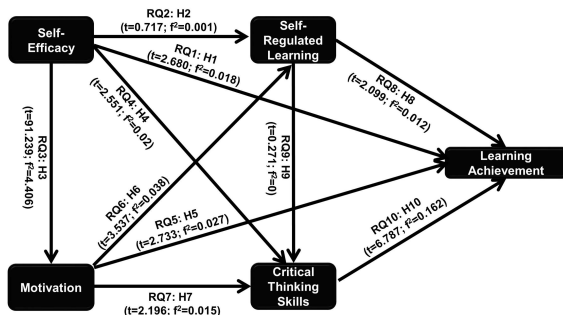 RQ2: H2
(t=0.717; f²=0.001)
Self-
Efficacy
Self-
Regulated
Learning
RQ1: H1
(t=2.680; f²=0.018)
RQ8: H8
(t=2.099; f²=0.012)
RQ4: H4
(t=2.551; f²=0.02)
RQ3: H3
(t=91.239; f²=4.406)
RQ9: H9
(t=0.271; f²=0)
Learning
Achievement
RQ6: H6
(t=3.537; f²=0.038)
RQ5: H5
(t=2.733; f²=0.027)
RQ10: H10
(t=6.787; f²=0.162)
Motivation
Critical
Thinking
Skills
RQ7: H7
(t=2.196; f²=0.015)